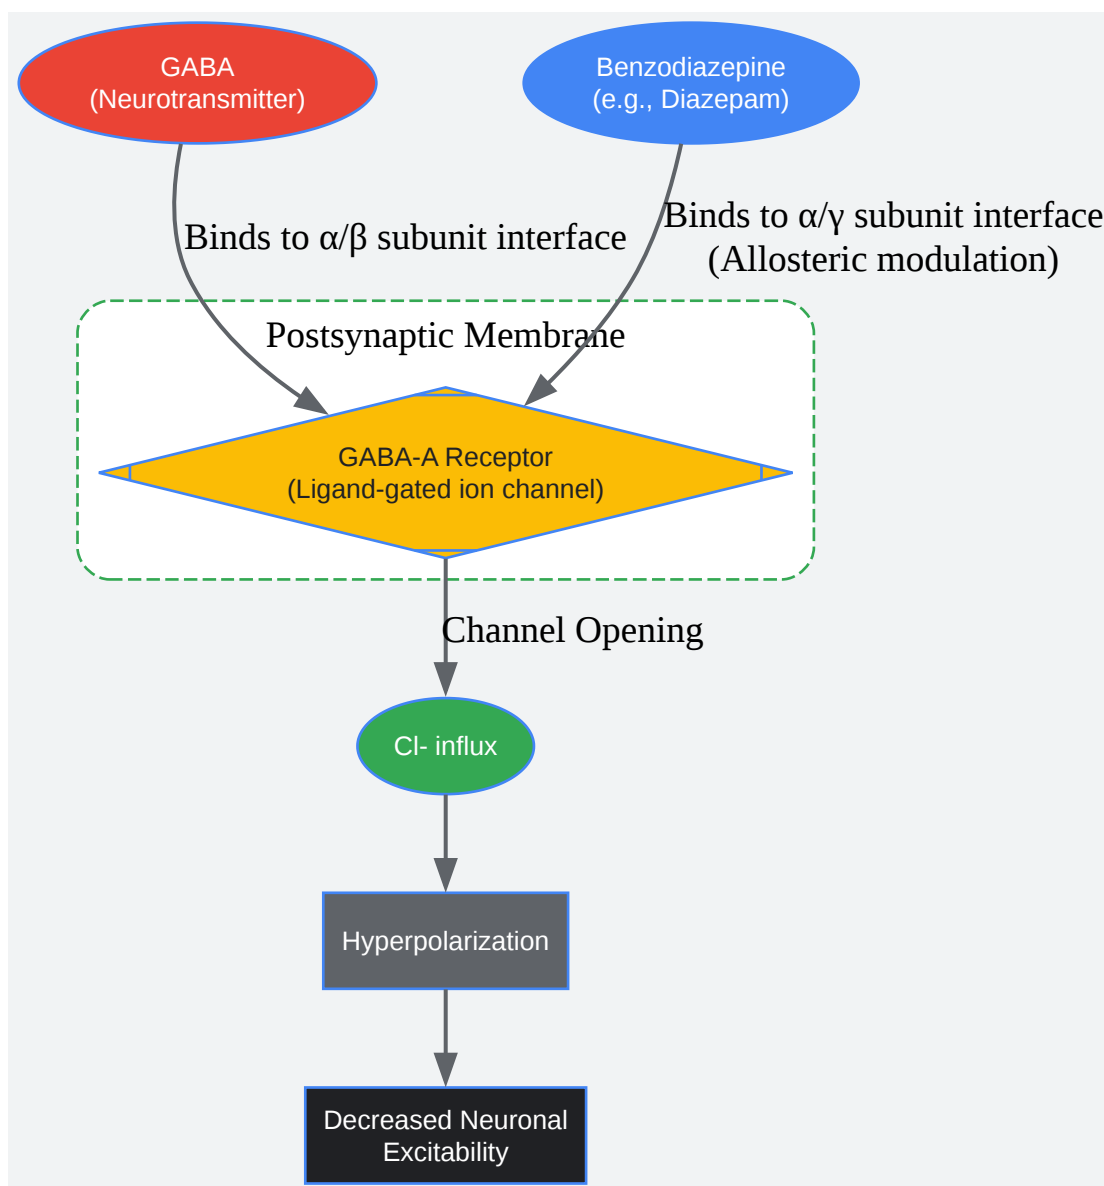 GABA
(Neurotransmitter)
Benzodiazepine
(e.g., Diazepam)
Binds to α/β subunit interface
Binds to α/γ subunit interface
(Allosteric modulation)
Postsynaptic Membrane
GABA-A Receptor
(Ligand-gated ion channel)
Channel Opening
Cl- influx
Hyperpolarization
Decreased Neuronal
Excitability